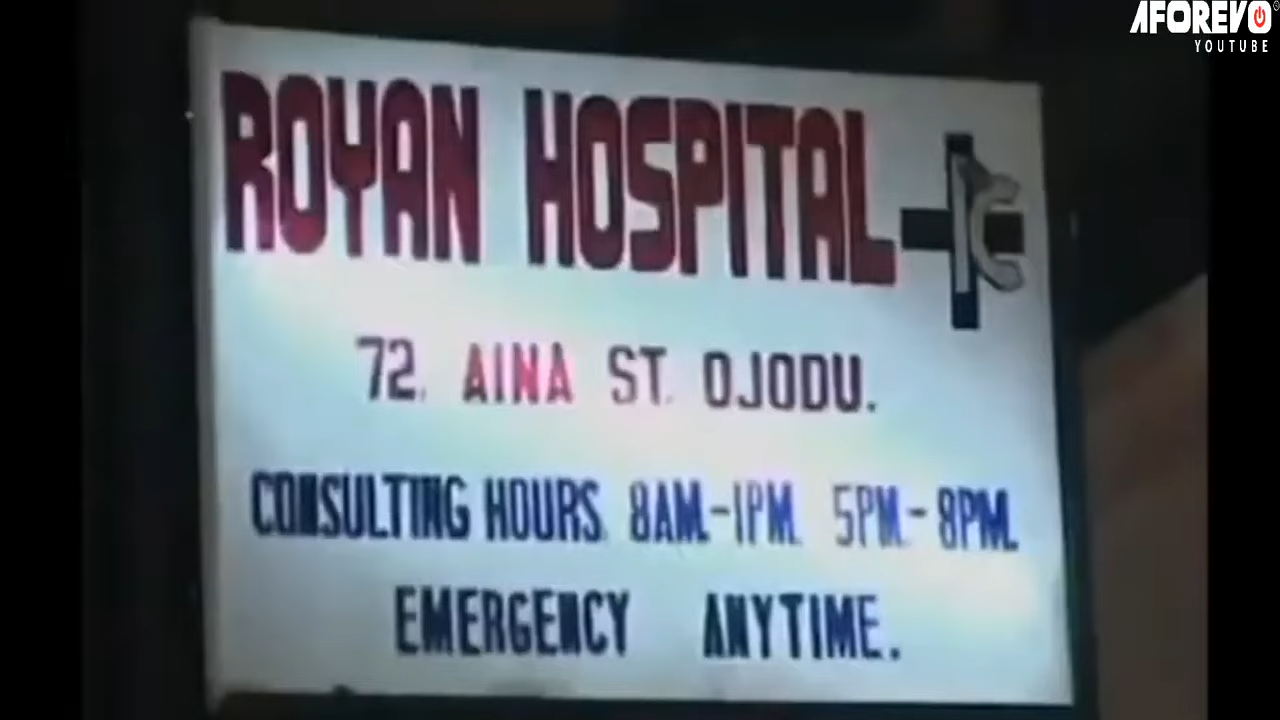 AFOREVO
YOUTUBE
ROYAN HOSPITAL
72, AINA ST. OJODU.
CONSULTING HOURS. 8AM.-1PM. 5PM.-8PM.
EMERGENCY ANYTIME.